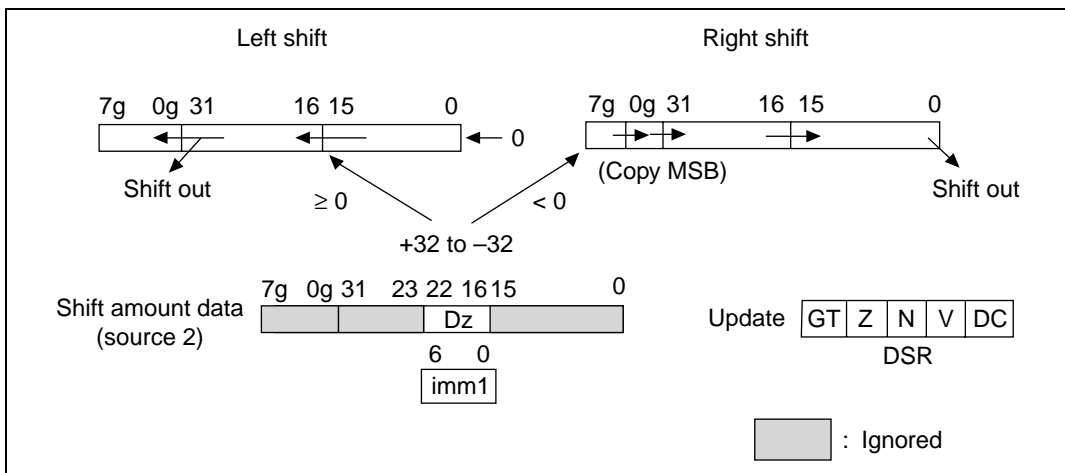 Left shift
Right shift
7g 0g 31 16 15 0
7g 0g 31 16 15 0
0
(Copy MSB)
Shift out
Shift out
≥ 0
< 0
+32 to –32
7g 0g 31 23 22 16 15 0
Shift amount data
(source 2)
Dz
Update GT Z N V DC
DSR
6 0
imm1
: Ignored